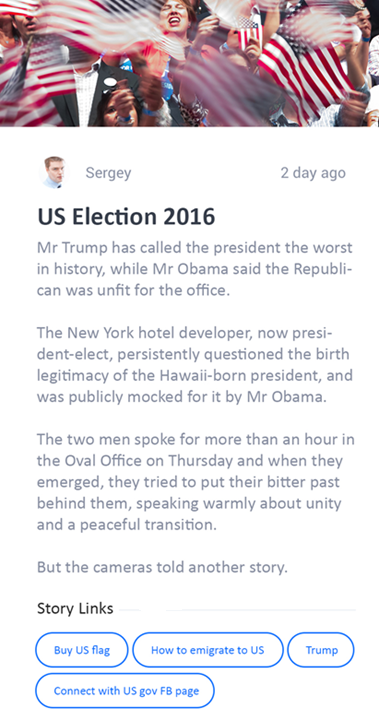 Sergey
2 day ago
US Election 2016
Mr Trump has called the president the worst
in history, while Mr Obama said the Republi-
can was unfit for the office.
The New York hotel developer, now presi-
dent-elect, persistently questioned the birth
legitimacy of the Hawaii-born president, and
was publicly mocked for it by Mr Obama.
The two men spoke for more than an hour in
the Oval Office on Thursday and when they
emerged, they tried to put their bitter past
behind them, speaking warmly about unity
and a peaceful transition.
But the cameras told another story.
Story Links
Buy US flag
How to emigrate to US
Trump
Connect with US gov FB page